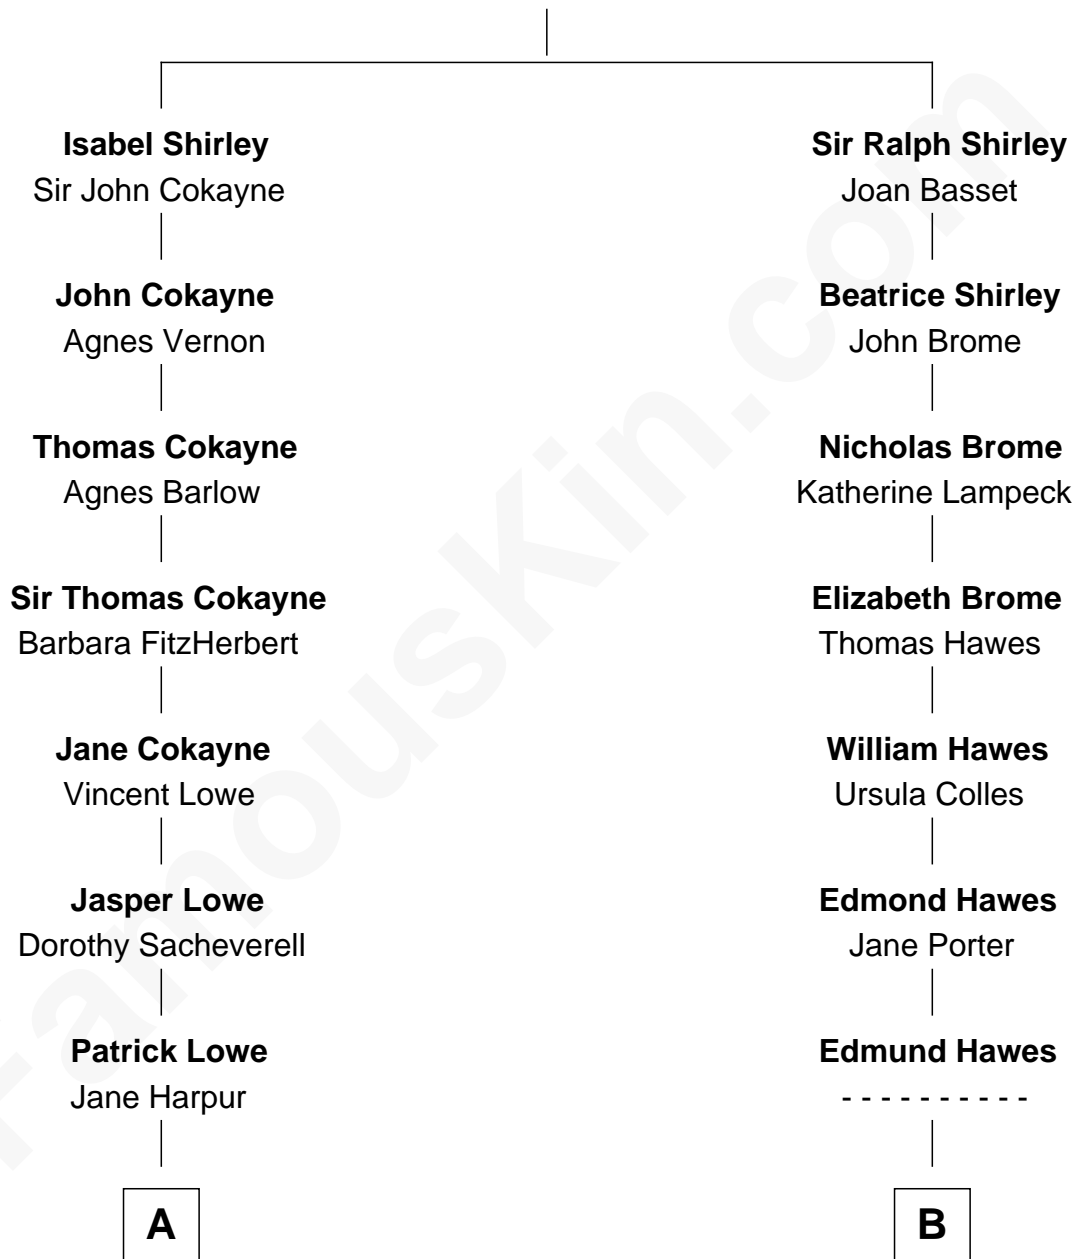 Isabel Shirley
Sir John Cokayne
John Cokayne
Agnes Vernon
Thomas Cokayne
Agnes Barlow
Sir Thomas Cokayne
Barbara FitzHerbert
Jane Cokayne
Vincent Lowe
Jasper Lowe
Dorothy Sacheverell
Patrick Lowe
Jane Harpur
A
Sir Ralph Shirley
Joan Basset
Beatrice Shirley
John Brome
Nicholas Brome
Katherine Lampeck
Elizabeth Brome
Thomas Hawes
William Hawes
Ursula Colles
Edmond Hawes
Jane Porter
Edmund Hawes
- - - - - - - - - -
B
FamousKin.com